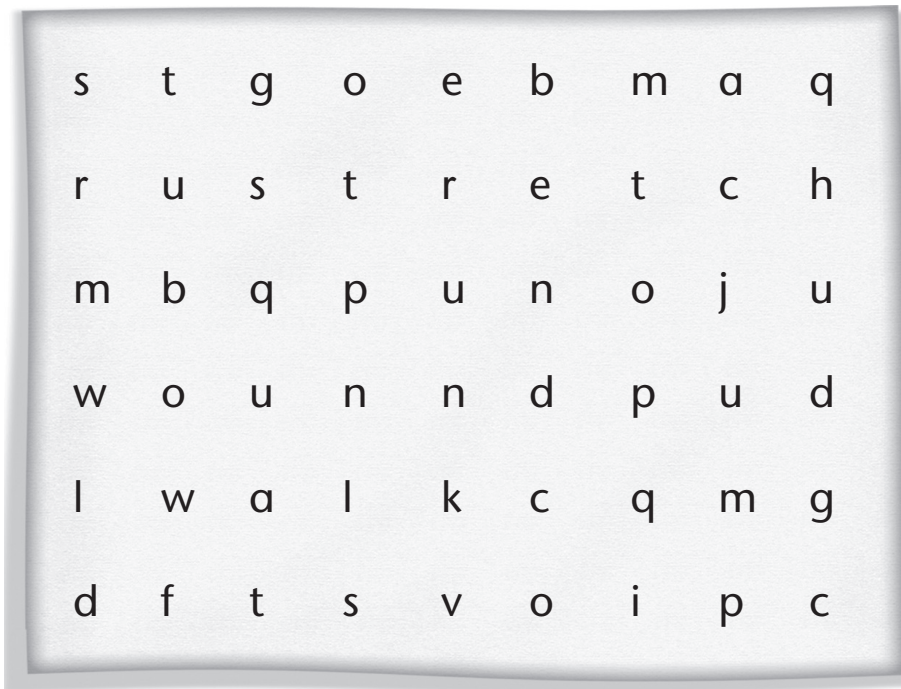 s t g o e b m a q
r u s t r e t c h
m b q p u n o j u
w o u n n d p u d
l w a l k c q m g
d f t s v o i p c